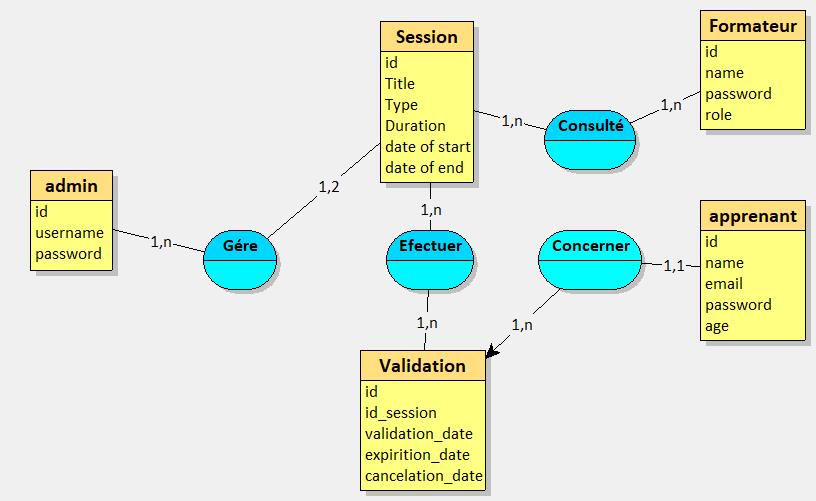 Session
id
Title
Type
Duration
date of start
date of end
Formateur
id
name
password
role
1,n
Consulté
1,n
admin
id
username
password
1,n
Gére
1,2
1,n
Efectuer
1,n
Concerner
1,1
1,n
apprenant
id
name
email
password
age
Validation
id
id_session
validation_date
expirition_date
cancelation_date